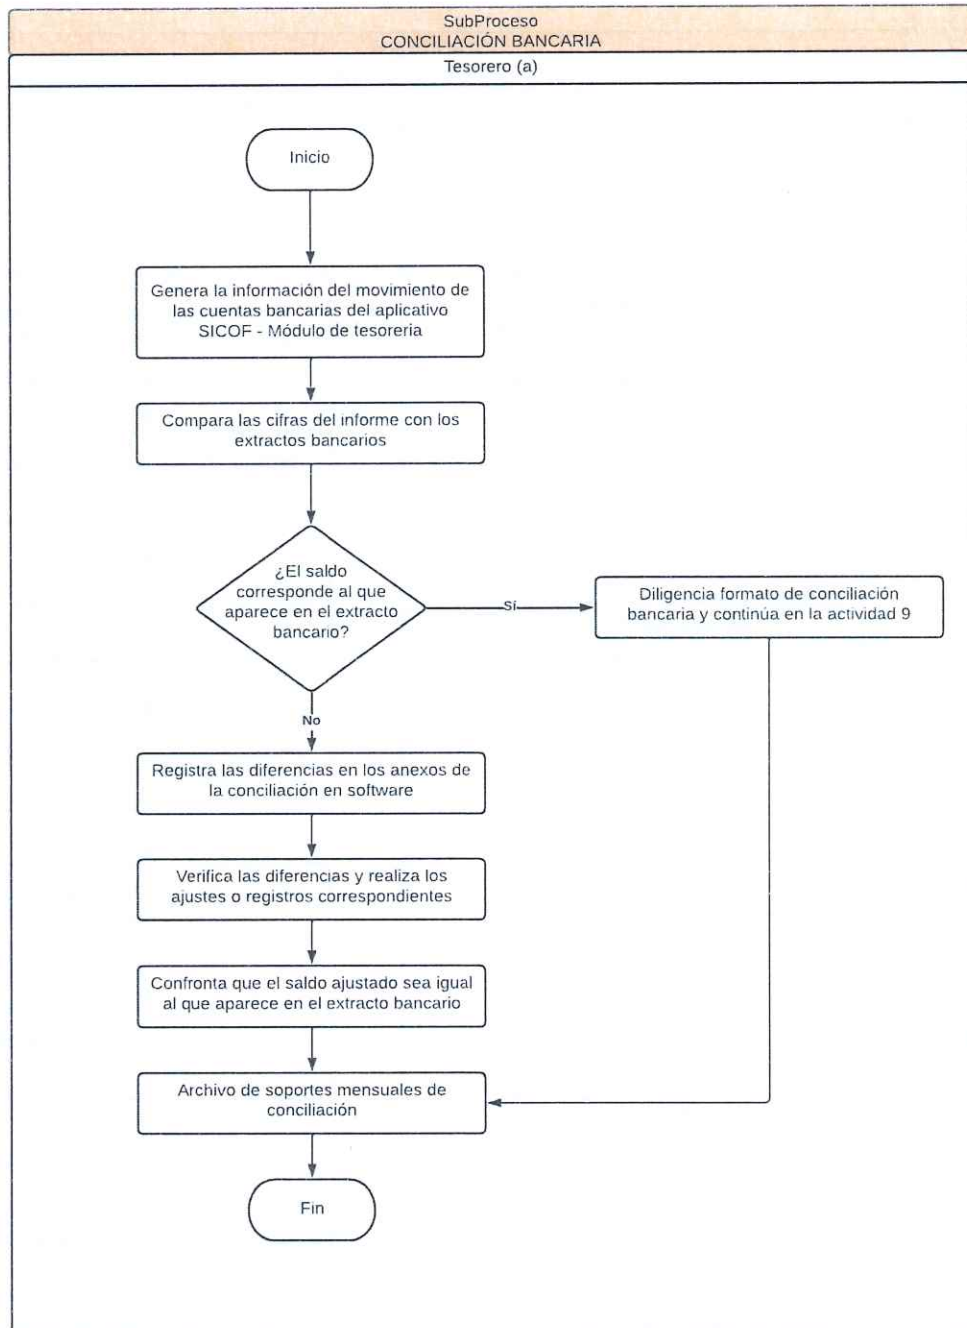 SubProceso
CONCILIACIÓN BANCARIA
Tesorero (a)
Inicio
Genera la información del movimiento de
las cuentas bancarias del aplicativo
SICOF - Módulo de tesoreria
Compara las cifras del informe con los
extractos bancarios
¿El saldo
corresponde al que
aparece en el extracto
bancario?
Sí
Diligencia formato de conciliación
bancaria y continúa en la actividad 9
No
Registra las diferencias en los anexos de
la conciliación en software
Verifica las diferencias y realiza los
ajustes o registros correspondientes
Confronta que el saldo ajustado sea igual
al que aparece en el extracto bancario
Archivo de soportes mensuales de
conciliación
Fin